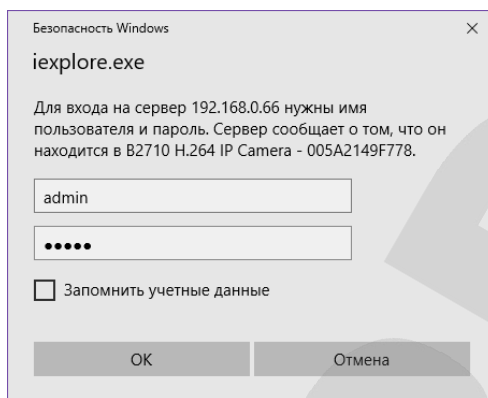 Безопасность Windows
iexplore.exe
Для входа на сервер 192.168.0.66 нужны имя
пользователя и пароль. Сервер сообщает о том, что он
находится в B2710 H.264 IP Camera - 005A2149F778.
admin
●●●●●
Запомнить учетные данные
ОК
Отмена